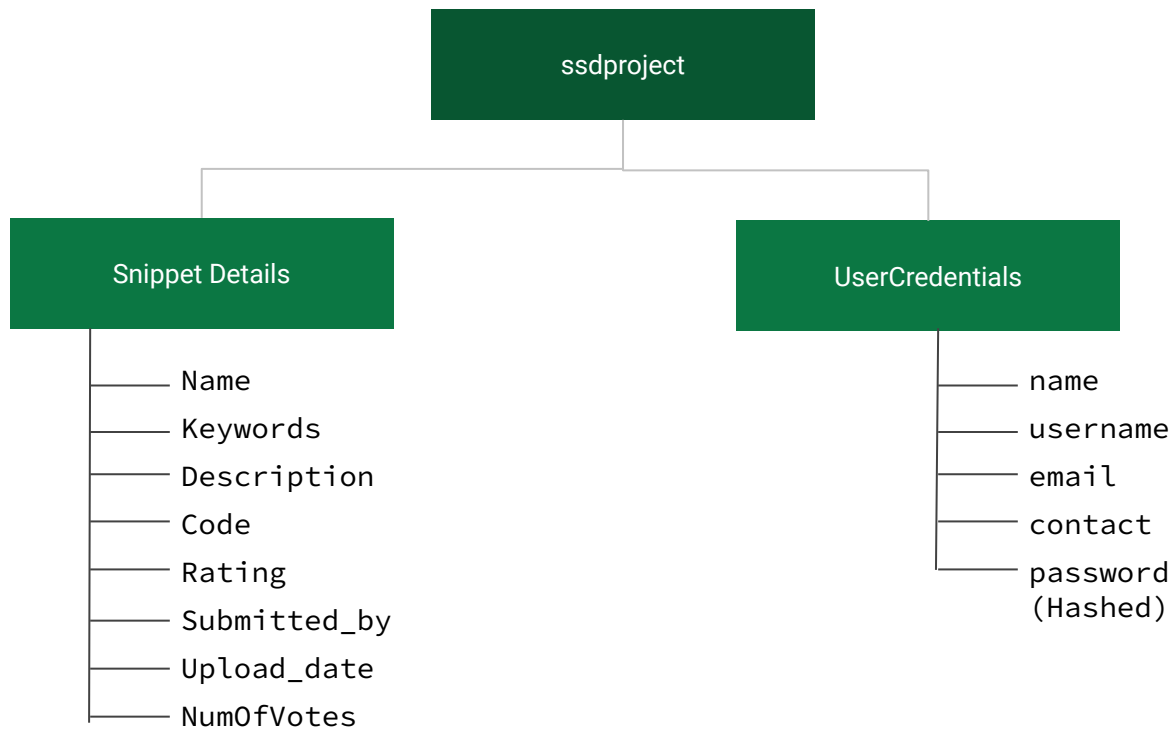 ssdproject
Snippet Details
Name
Keywords
Description
Code
Rating
Submitted_by
Upload_date
NumOfVotes
UserCredentials
name
username
email
contact
password
(Hashed)